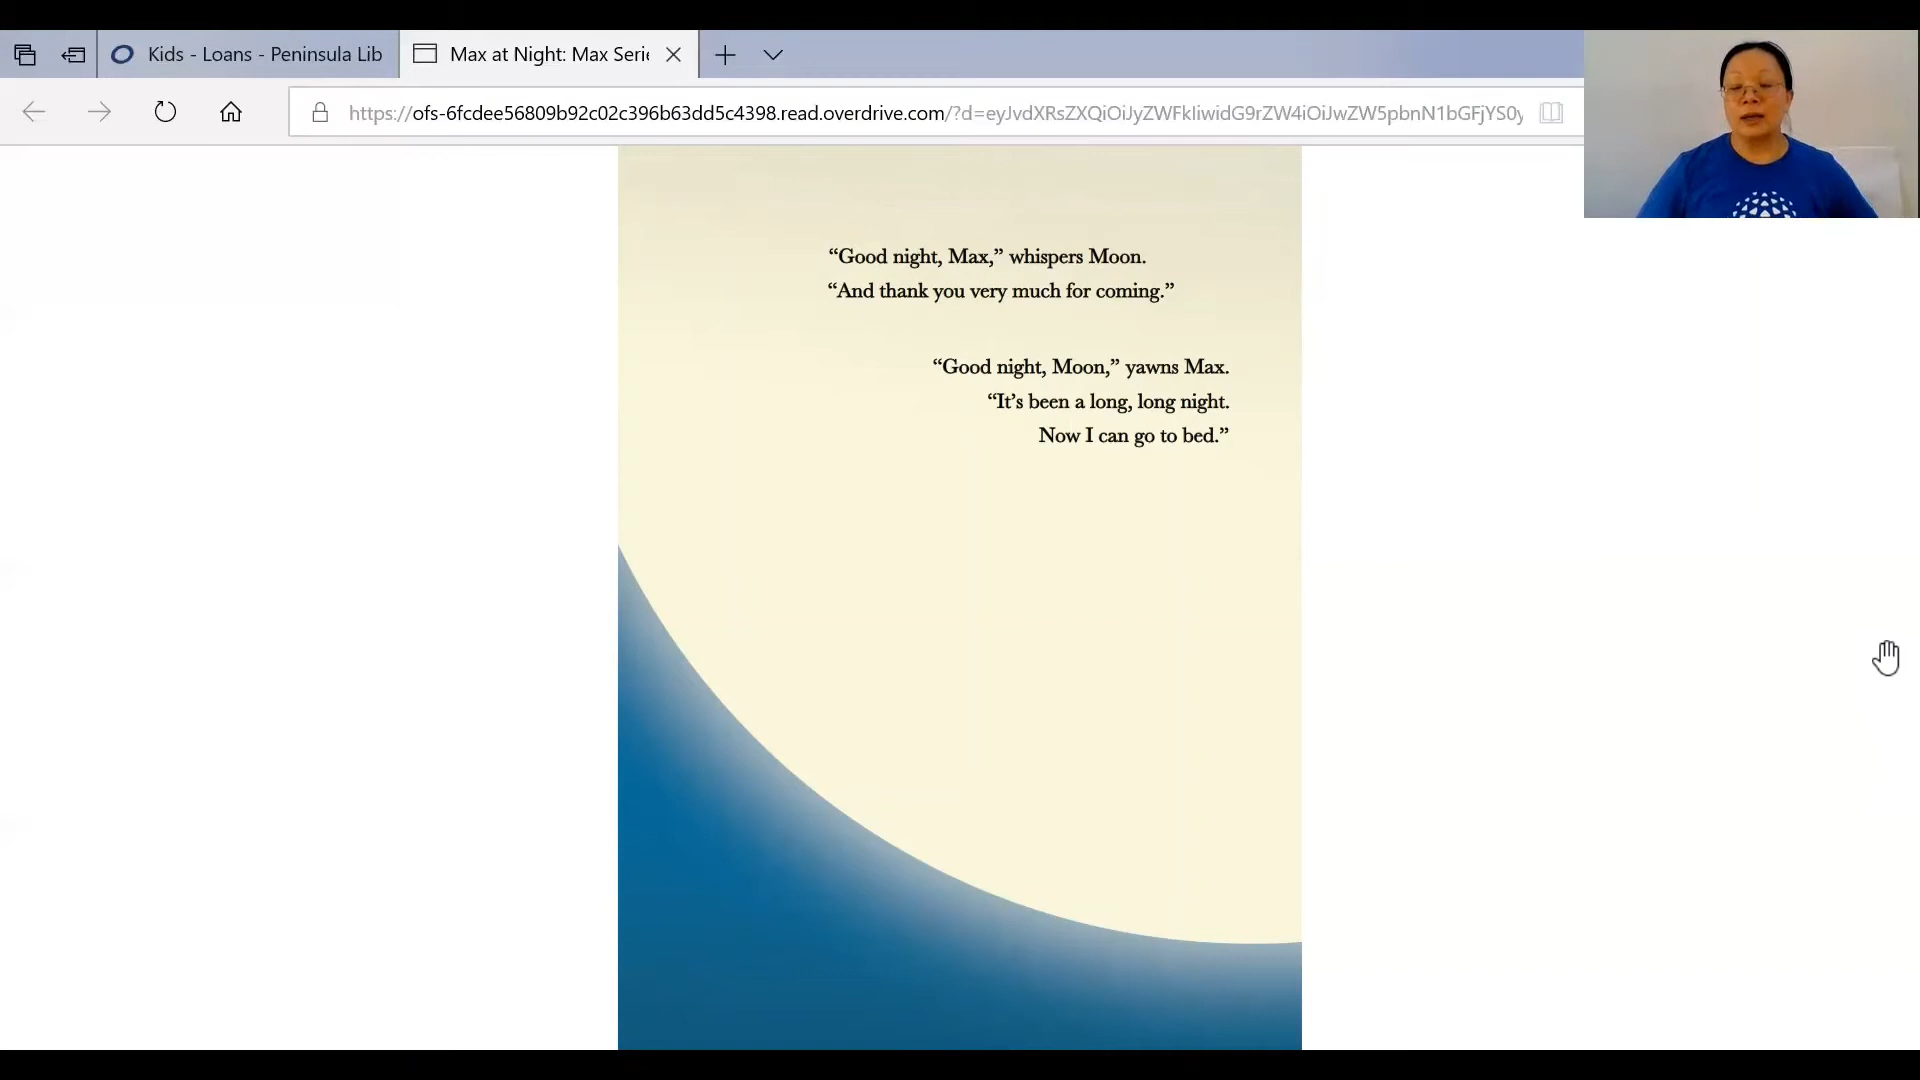 Kids - Loans - Peninsula Lib
Max at Night: Max Serie
https://ofs-6fcdee56809b92c02c396b63dd5c4398.read.overdrive.com/?d=eyJvdXRsZXQiOiJyZWFkIiwidG9rZW4iOiJwZW5pbnN1bGFjYS0y
“Good night, Max,” whispers Moon.
“And thank you very much for coming.”
“Good night, Moon,” yawns Max.
“It’s been a long, long night.
Now I can go to bed.”